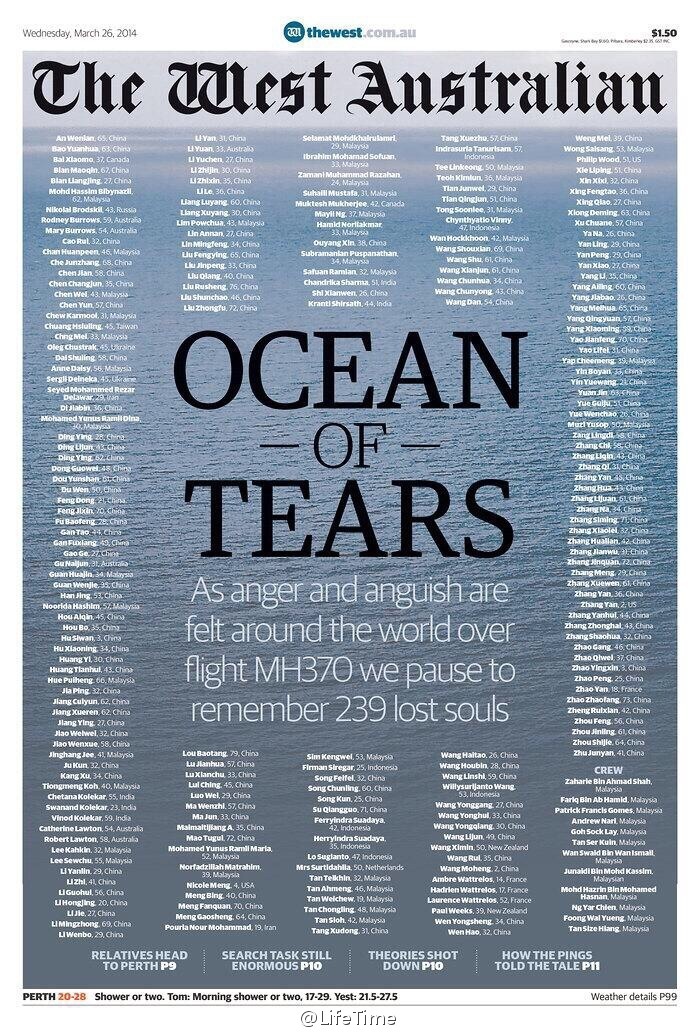 Wednesday, March 26, 2014
thewest.com.au
$1.50
The West Australian
An Wenlan, 65, China
Bao Yuanhua, 63, China
Bai Xiaomo, 37, Canada
Bian Maoqin, 67, China
Bian Liangjing, 27, China
Mohd Hassim Bibynazli,
62, Malaysia
Nikolai Brodskii, 43, Russia
Rodney Burrows, 59, Australia
Mary Burrows, 54, Australia
Cao Rui, 32, China
Chan Huanpeen, 46, Malaysia
Che Junzhang, 68, China
Chen Jian, 58, China
Chen Changjun, 35, China
Chen Wei, 43, Malaysia
Chen Yun, 57, China
Chew Karmooi, 31, Malaysia
Chuang Hsiuling, 45, Taiwan
Chng Mei, 33, Malaysia
Oleg Chustrak, 45, Ukraine
Dai Shuling, 58, China
Anne Daisy, 56, Malaysia
Sergii Deineka, 45, Ukraine
Seyed Mohammed Rezar
Delawar, 29, Iran
Di Jiabin, 36, China
Mohamed Yunus Ramli Dina
30, Malaysia
Ding Ying, 28, China
Ding Lijun, 43, China
Ding Ying, 62, China
Dong Guowei, 48, China
Dou Yunshan, 61, China
Du Wen, 50, China
Feng Dong, 21, China
Feng Jixin, 70, China
Fu Baofeng, 28, China
Gan Tao, 44, China
Gan Fuxiang, 49, China
Gao Ge, 27, China
Gu Naijun, 31, Australia
Guan Huajin, 34, Malaysia
Guan Wenjie, 35, China
Han Jing, 53, China
Noorida Hashim, 57, Malaysia
Hou Aiqin, 45, China
Hou Bo, 35, China
Hu Siwan, 3, China
Hu Xiaoning, 34, China
Huang Yi, 30, China
Huang Tianhui, 43, China
Hue Puiheng, 66, Malaysia
Jia Ping, 32, China
Jiang Cuiyun, 62, China
Jiang Xueren, 62, China
Jiang Ying, 27, China
Jiao Weiwei, 32, China
Jiao Wenxue, 58, China
Jinghang Jee, 41, Malaysia
Ju Kun, 32, China
Kang Xu, 34, China
Tiongmeng Koh, 40, Malaysia
Chetana Kolekar, 55, India
Swanand Kolekar, 23, India
Vinod Kolekar, 59, India
Catherine Lawton, 54, Australia
Robert Lawton, 58, Australia
Lee Kahkin, 32, Malaysia
Lee Sewchu, 55, Malaysia
Li Yanlin, 29, China
Li Zhi, 41, China
Li Guohui, 56, China
Li Hongjing, 20, China
Li Jie, 27, China
Li Mingzhong, 69, China
Li Wenbo, 29, China
Li Yan, 31, China
Li Yuan, 33, Australia
Li Yuchen, 27, China
Li Zhijin, 30, China
Li Zhixin, 35, China
Li Le, 36, China
Liang Luyang, 60, China
Liang Xuyang, 30, China
Lim Powchua, 43, Malaysia
Lin Annan, 27, China
Lin Mingfeng, 34, China
Liu Fengying, 65, China
Liu Jinpeng, 33, China
Liu Qiang, 40, China
Liu Rusheng, 76, China
Liu Shunchao, 46, China
Liu Zhongfu, 72, China
Selamat Mohdkhairulamri,
29, Malaysia
Ibrahim Mohamad Sofuan,
33, Malaysia
Zamani Muhammad Razahan,
24, Malaysia
Suhaili Mustafa, 31, Malaysia
Muktesh Mukherjee, 42, Canada
Mayli Ng, 37, Malaysia
Hamid Norliakmar,
33, Malaysia
Ouyang Xin, 38, China
Subramanian Puspanathan,
34, Malaysia
Safuan Ramlan, 32, Malaysia
Chandrika Sharma, 51, India
Shi Xianwen, 26, China
Kranti Shirsath, 44, India
Tang Xuezhu, 57, China
Indrasuria Tanurisam, 57,
Indonesia
Tee Linkeong, 50, Malaysia
Teoh Kimlun, 36, Malaysia
Tian Junwei, 29, China
Tian Qingjun, 51, China
Tong Soonlee, 31, Malaysia
Chynthyatio Vinny,
47, Indonesia
Wan Hockkhoon, 42, Malaysia
Wang Shouxian, 69, China
Wang Shu, 61, China
Wang Xianjun, 61, China
Wang Chunhua, 34, China
Wang Chunyong, 43, China
Wang Dan, 54, China
OCEAN
OF
TEARS
As anger and anguish are
felt around the world over
flight MH370 we pause to
remember 239 lost souls
Lou Baotang, 79, China
Lu Jianhua, 57, China
Lu Xianchu, 33, China
Lui Ching, 45, China
Luo Wei, 29, China
Ma Wenzhi, 57, China
Ma Jun, 33, China
Maimaitijiang A, 35, China
Mao Tugui, 72, China
Mohamed Yunus Ramli Maria,
52, Malaysia
Norfadzillah Matrahim,
39, Malaysia
Nicole Meng, 4, USA
Meng Bing, 40, China
Meng Fanquan, 70, China
Meng Gaosheng, 64, China
Pouria Nour Mohammad, 19, Iran
Sim Kengwei, 53, Malaysia
Firman Siregar, 25, Indonesia
Song Feifei, 32, China
Song Chunling, 60, China
Song Kun, 25, China
Su Qiangguo, 71, China
Ferryindra Suadaya,
42, Indonesia
Herryindra Suadaya,
35, Indonesia
Lo Sugianto, 47, Indonesia
Mrs Surtidahlia, 50, Netherlands
Tan Teikhin, 32, Malaysia
Tan Ahmeng, 46, Malaysia
Tan Weichew, 19, Malaysia
Tan Chongling, 48, Malaysia
Tan Sioh, 42, Malaysia
Tang Xudong, 31, China
Wang Haitao, 26, China
Wang Houbin, 28, China
Wang Linshi, 59, China
Willysurijanto Wang,
53, Indonesia
Wang Yonggang, 27, China
Wang Yonghui, 33, China
Wang Yongqiang, 30, China
Wang Lijun, 49, China
Wang Ximin, 50, New Zealand
Wang Rui, 35, China
Wang Moheng, 2, China
Ambre Wattrelos, 14, France
Hadrien Wattrelos, 17, France
Laurence Wattrelos, 52, France
Paul Weeks, 39, New Zealand
Wen Yongsheng, 34, China
Wen Hao, 32, China
Weng Mei, 39, China
Wong Saisang, 53, Malaysia
Philip Wood, 51, US
Xie Liping, 51, China
Xin Xixi, 32, China
Xing Fengtao, 36, China
Xing Qiao, 27, China
Xiong Deming, 63, China
Xu Chuane, 57, China
Ya Na, 26, China
Yan Ling, 29, China
Yan Peng, 29, China
Yan Xiao, 27, China
Yang Li, 35, China
Yang Ailing, 60, China
Yang Jiabao, 26, China
Yang Meihua, 65, China
Yang Qingyuan, 57, China
Yang Xiaoming, 59, China
Yao Jianfeng, 70, China
Yao Lifei, 31, China
Yap Cheemeng, 39, Malaysia
Yin Boyan, 33, China
Yin Yuewang, 21, China
Yuan Jin, 63, China
Yue Guiju, 51, China
Yue Wenchao, 26, China
Muzi Yusop, 50, Malaysia
Zang Lingdi, 58, China
Zhang Chi, 58, China
Zhang Liqin, 43, China
Zhang Qi, 31, China
Zhang Yan, 45, China
Zhang Hua, 43, China
Zhang Lijuan, 61, China
Zhang Na, 34, China
Zhang Siming, 71, China
Zhang Xiaolei, 32, China
Zhang Hualian, 42, China
Zhang Jianwu, 31, China
Zhang Jinquan, 72, China
Zhang Meng, 29, China
Zhang Xuewen, 61, China
Zhang Yan, 36, China
Zhang Yan, 2, US
Zhang Yanhui, 44, China
Zhang Zhonghai, 43, China
Zhang Shaohua, 32, China
Zhao Gang, 46, China
Zhao Qiwei, 37, China
Zhao Yingxin, 3, China
Zhao Peng, 25, China
Zhao Yan, 18, France
Zhao Zhaofang, 73, China
Zheng Ruixian, 42, China
Zhou Feng, 56, China
Zhou Jinling, 61, China
Zhou Shijie, 64, China
Zhu Junyan, 41, China
CREW
Zaharie Bin Ahmad Shah,
Malaysia
Fariq Bin Ab Hamid, Malaysia
Patrick Francis Gomes, Malaysia
Andrew Nari, Malaysia
Goh Sock Lay, Malaysia
Tan Ser Kuin, Malaysia
Wan Swaid Bin Wan Ismail,
Malaysia
Junaidi Bin Mohd Kassim,
Malaysian
Mohd Hazrin Bin Mohamed
Hasnan, Malaysia
Ng Yar Chien, Malaysia
Foong Wai Yueng, Malaysia
Tan Size Hiang, Malaysia
RELATIVES HEAD
TO PERTH P9
SEARCH TASK STILL
ENORMOUS P10
THEORIES SHOT
DOWN P10
HOW THE PINGS
TOLD THE TALE P11
PERTH 20-28 Shower or two. Tom: Morning shower or two, 17-29. Yest: 21.5-27.5
Weather details P99
@LifeTime